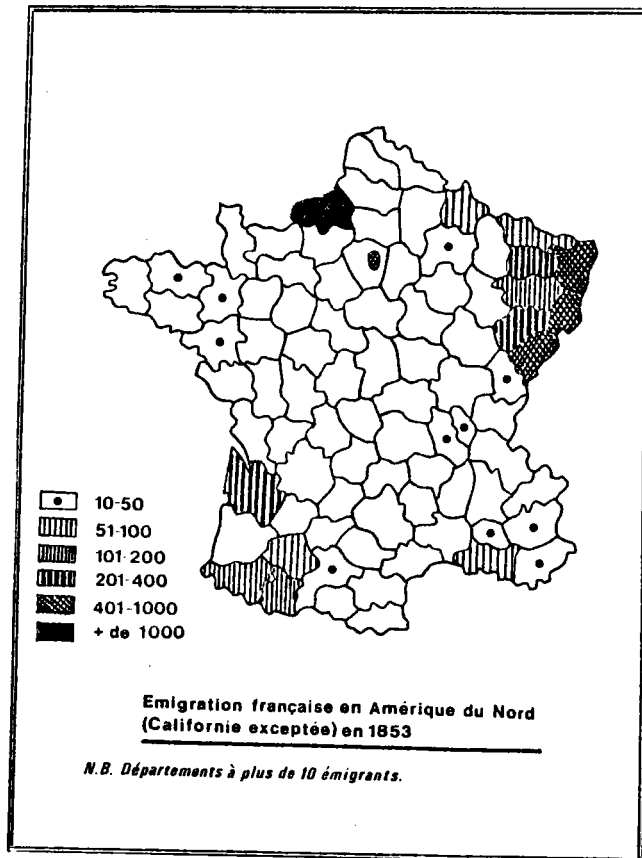 10-50
51-100
101-200
201-400
401-1000
+ de 1000
Emigration française en Amérique du Nord
(Californie exceptée) en 1853
N.B. Départements à plus de 10 émigrants.